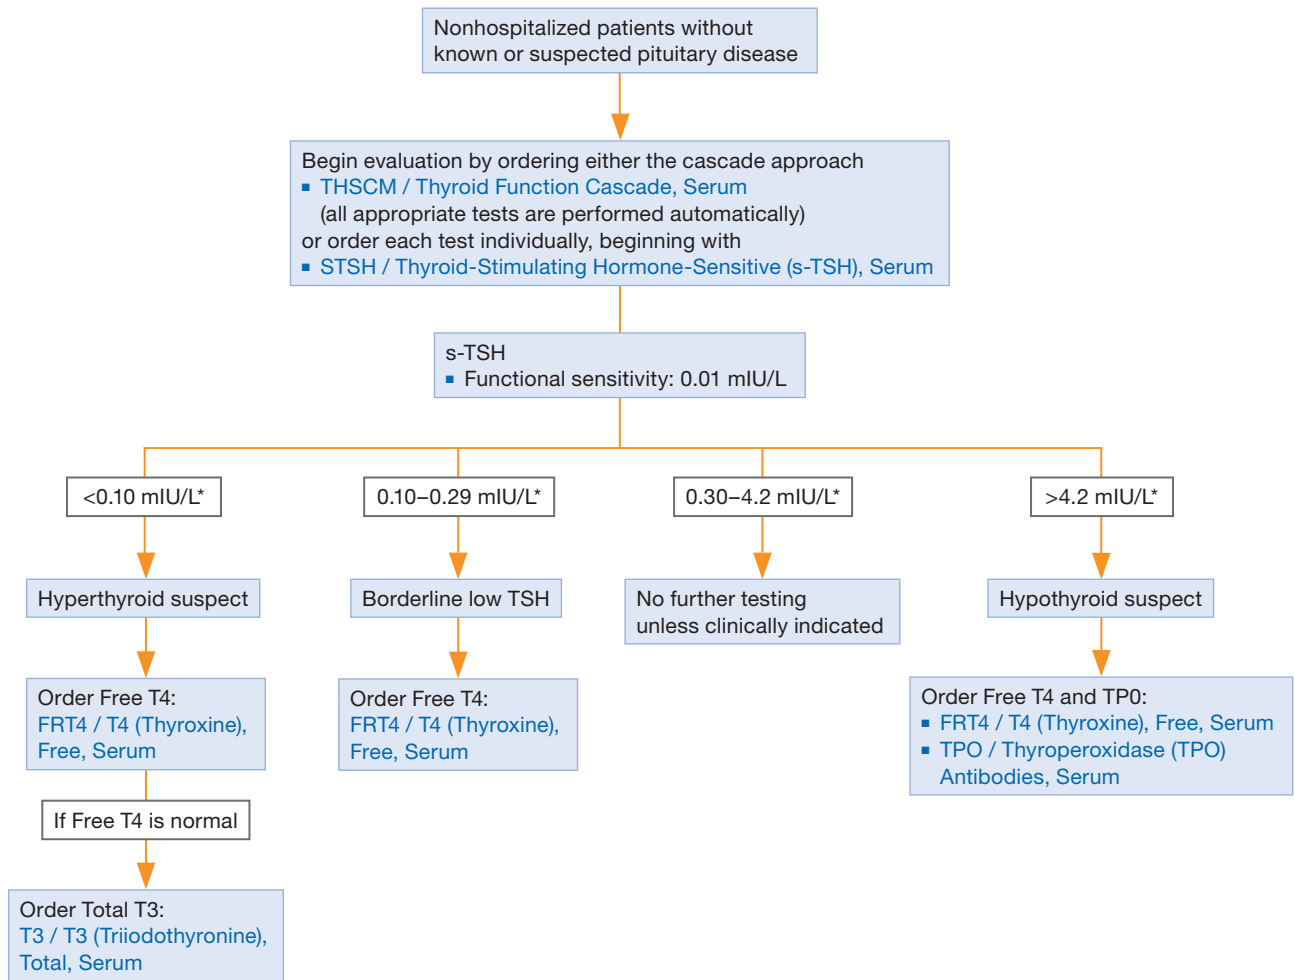 Nonhospitalized patients without
known or suspected pituitary disease
Begin evaluation by ordering either the cascade approach
▪ THSCM / Thyroid Function Cascade, Serum
(all appropriate tests are performed automatically)
or order each test individually, beginning with
▪ STSH / Thyroid-Stimulating Hormone-Sensitive (s-TSH), Serum
s-TSH
▪ Functional sensitivity: 0.01 mIU/L
<0.10 mIU/L*
0.10–0.29 mIU/L*
0.30–4.2 mIU/L*
>4.2 mIU/L*
Hyperthyroid suspect
Borderline low TSH
No further testing
unless clinically indicated
Hypothyroid suspect
Order Free T4:
FRT4 / T4 (Thyroxine),
Free, Serum
Order Free T4:
FRT4 / T4 (Thyroxine),
Free, Serum
Order Free T4 and TP0:
▪ FRT4 / T4 (Thyroxine), Free, Serum
▪ TPO / Thyroperoxidase (TPO)
Antibodies, Serum
If Free T4 is normal
Order Total T3:
T3 / T3 (Triiodothyronine),
Total, Serum